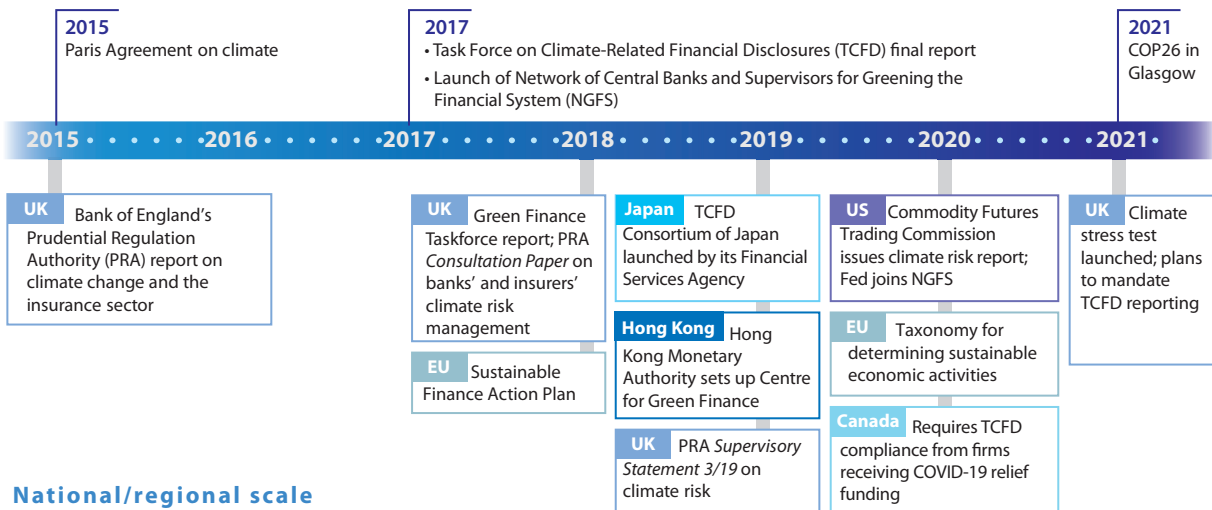 2015
Paris Agreement on climate
2017
• Task Force on Climate-Related Financial Disclosures (TCFD) final report
• Launch of Network of Central Banks and Supervisors for Greening the
Financial System (NGFS)
2021
COP26 in
Glasgow
2015 2016 2017 2018 2019 2020 2021
UK Bank of England's
Prudential Regulation
Authority (PRA) report on
climate change and the
insurance sector
UK Green Finance
Taskforce report; PRA
Consultation Paper on
banks' and insurers'
climate risk
management
EU Sustainable
Finance Action Plan
Japan TCFD
Consortium of Japan
launched by its Financial
Services Agency
Hong Kong Hong
Kong Monetary
Authority sets up Centre
for Green Finance
UK PRA Supervisory
Statement 3/19 on
climate risk
US Commodity Futures
Trading Commission
issues climate risk report;
Fed joins NGFS
EU Taxonomy for
determining sustainable
economic activities
Canada Requires TCFD
compliance from firms
receiving COVID-19 relief
funding
UK Climate
stress test
launched; plans
to mandate
TCFD reporting
National/regional scale